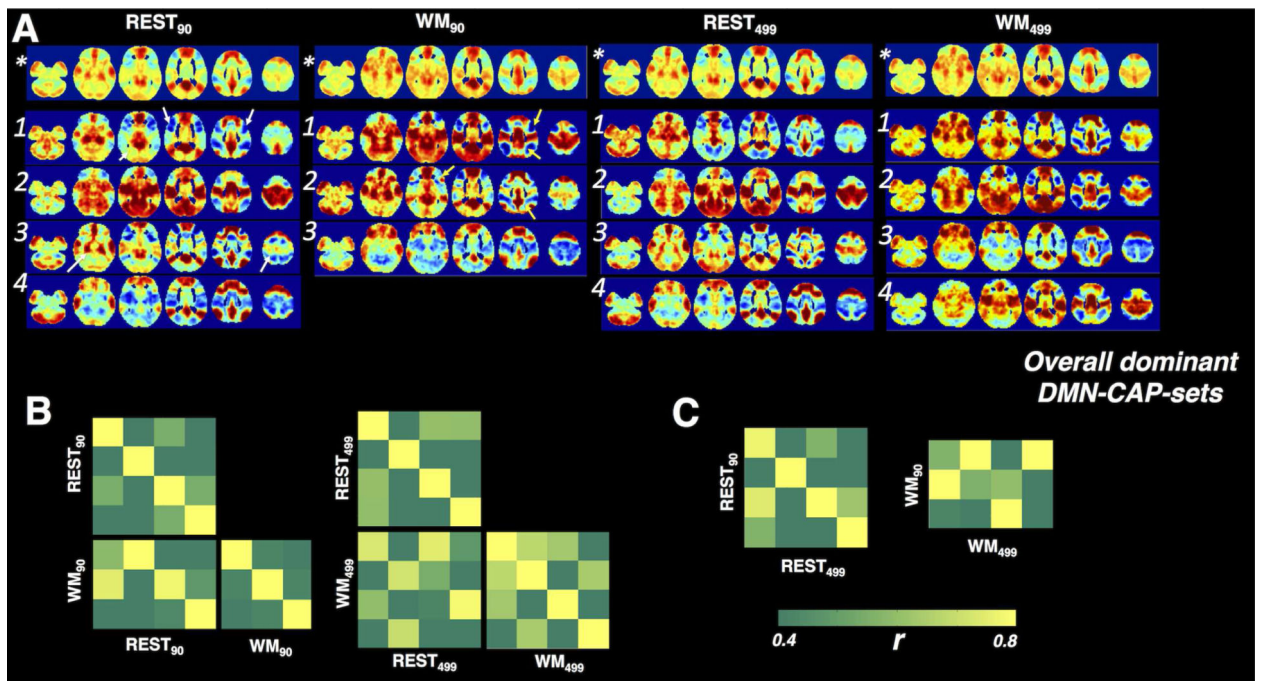 A
REST90 WM90 REST499 WM499
* * * *
1 1 1 1
2 2 2 2
3 3 3 3
4 4 4
Overall dominant
DMN-CAP-sets
B
REST90
WM90
REST90 WM90
REST499
WM499
REST499 WM499
C
REST90
REST499
WM90
WM499
0.4 r 0.8